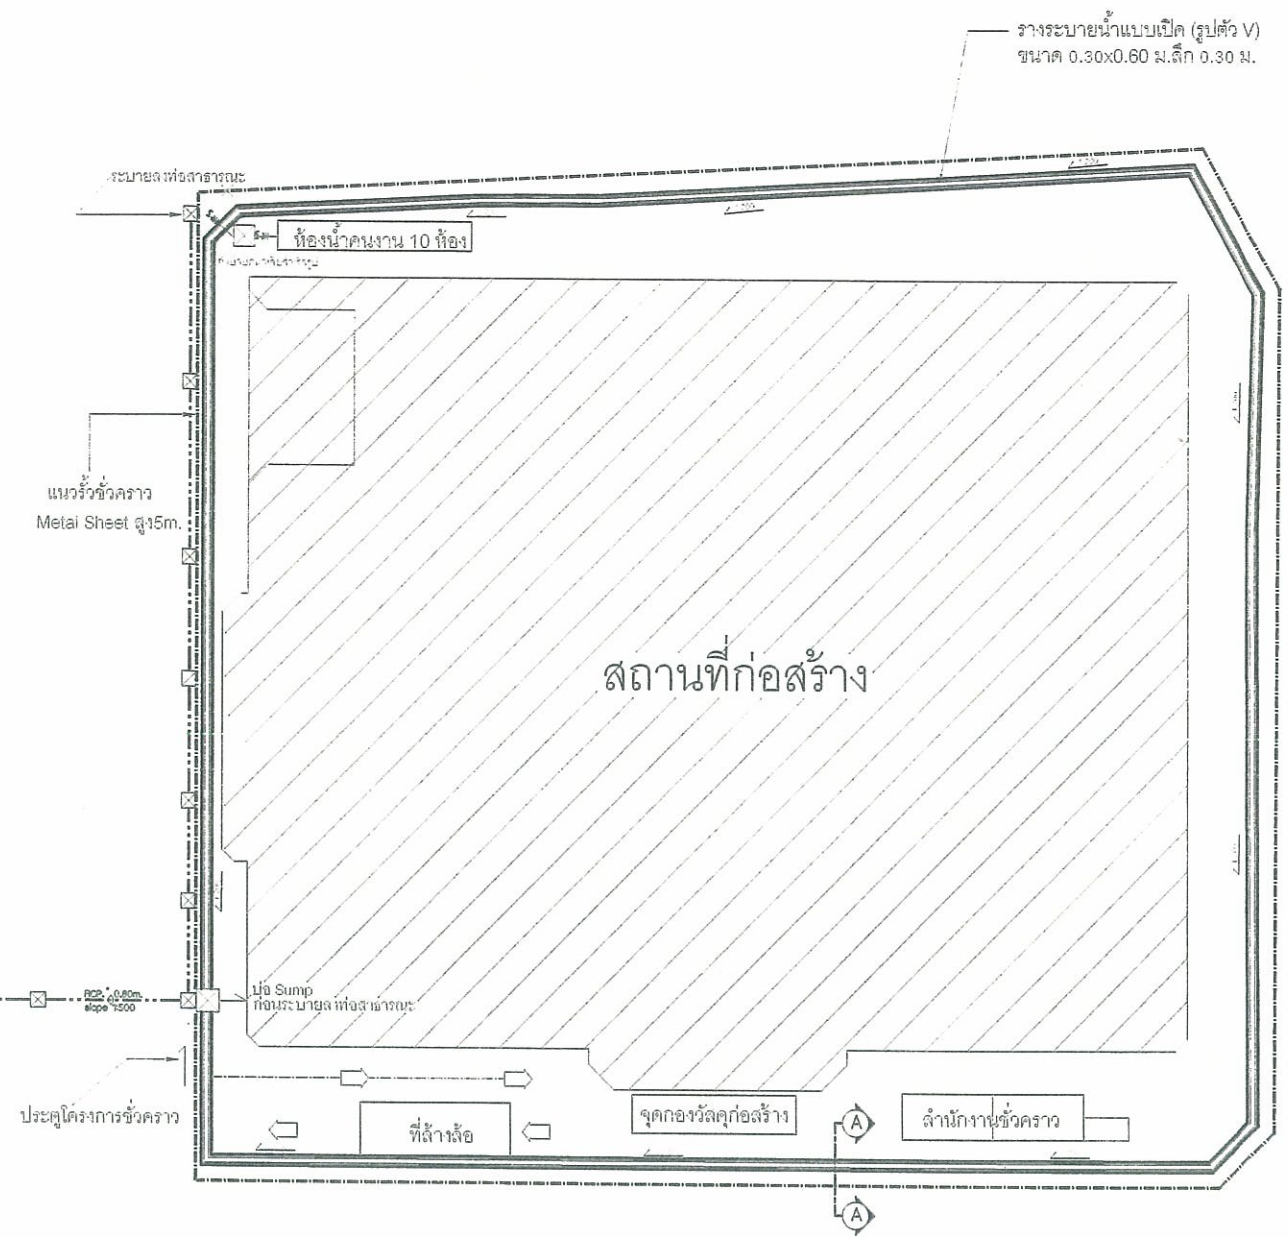 รางระบายน้ำแบบเปิด (รูปตัว V)
ขนาด 0.30x0.60 ม.ลึก 0.30 ม.
ระบายลงท่อสาธารณะ
ห้องน้ำคนงาน 10 ห้อง
แนวรั้วชั่วคราว
Metal Sheet สูง5m.
สถานที่ก่อสร้าง
บ่อ Sump
ก่อนระบายลงท่อสาธารณะ
RCP. 0.60m.
slope 1:500
ประตูโครงการชั่วคราว
ที่ล้างล้อ
จุดกองวัสดุก่อสร้าง
A
สำนักงานชั่วคราว
A